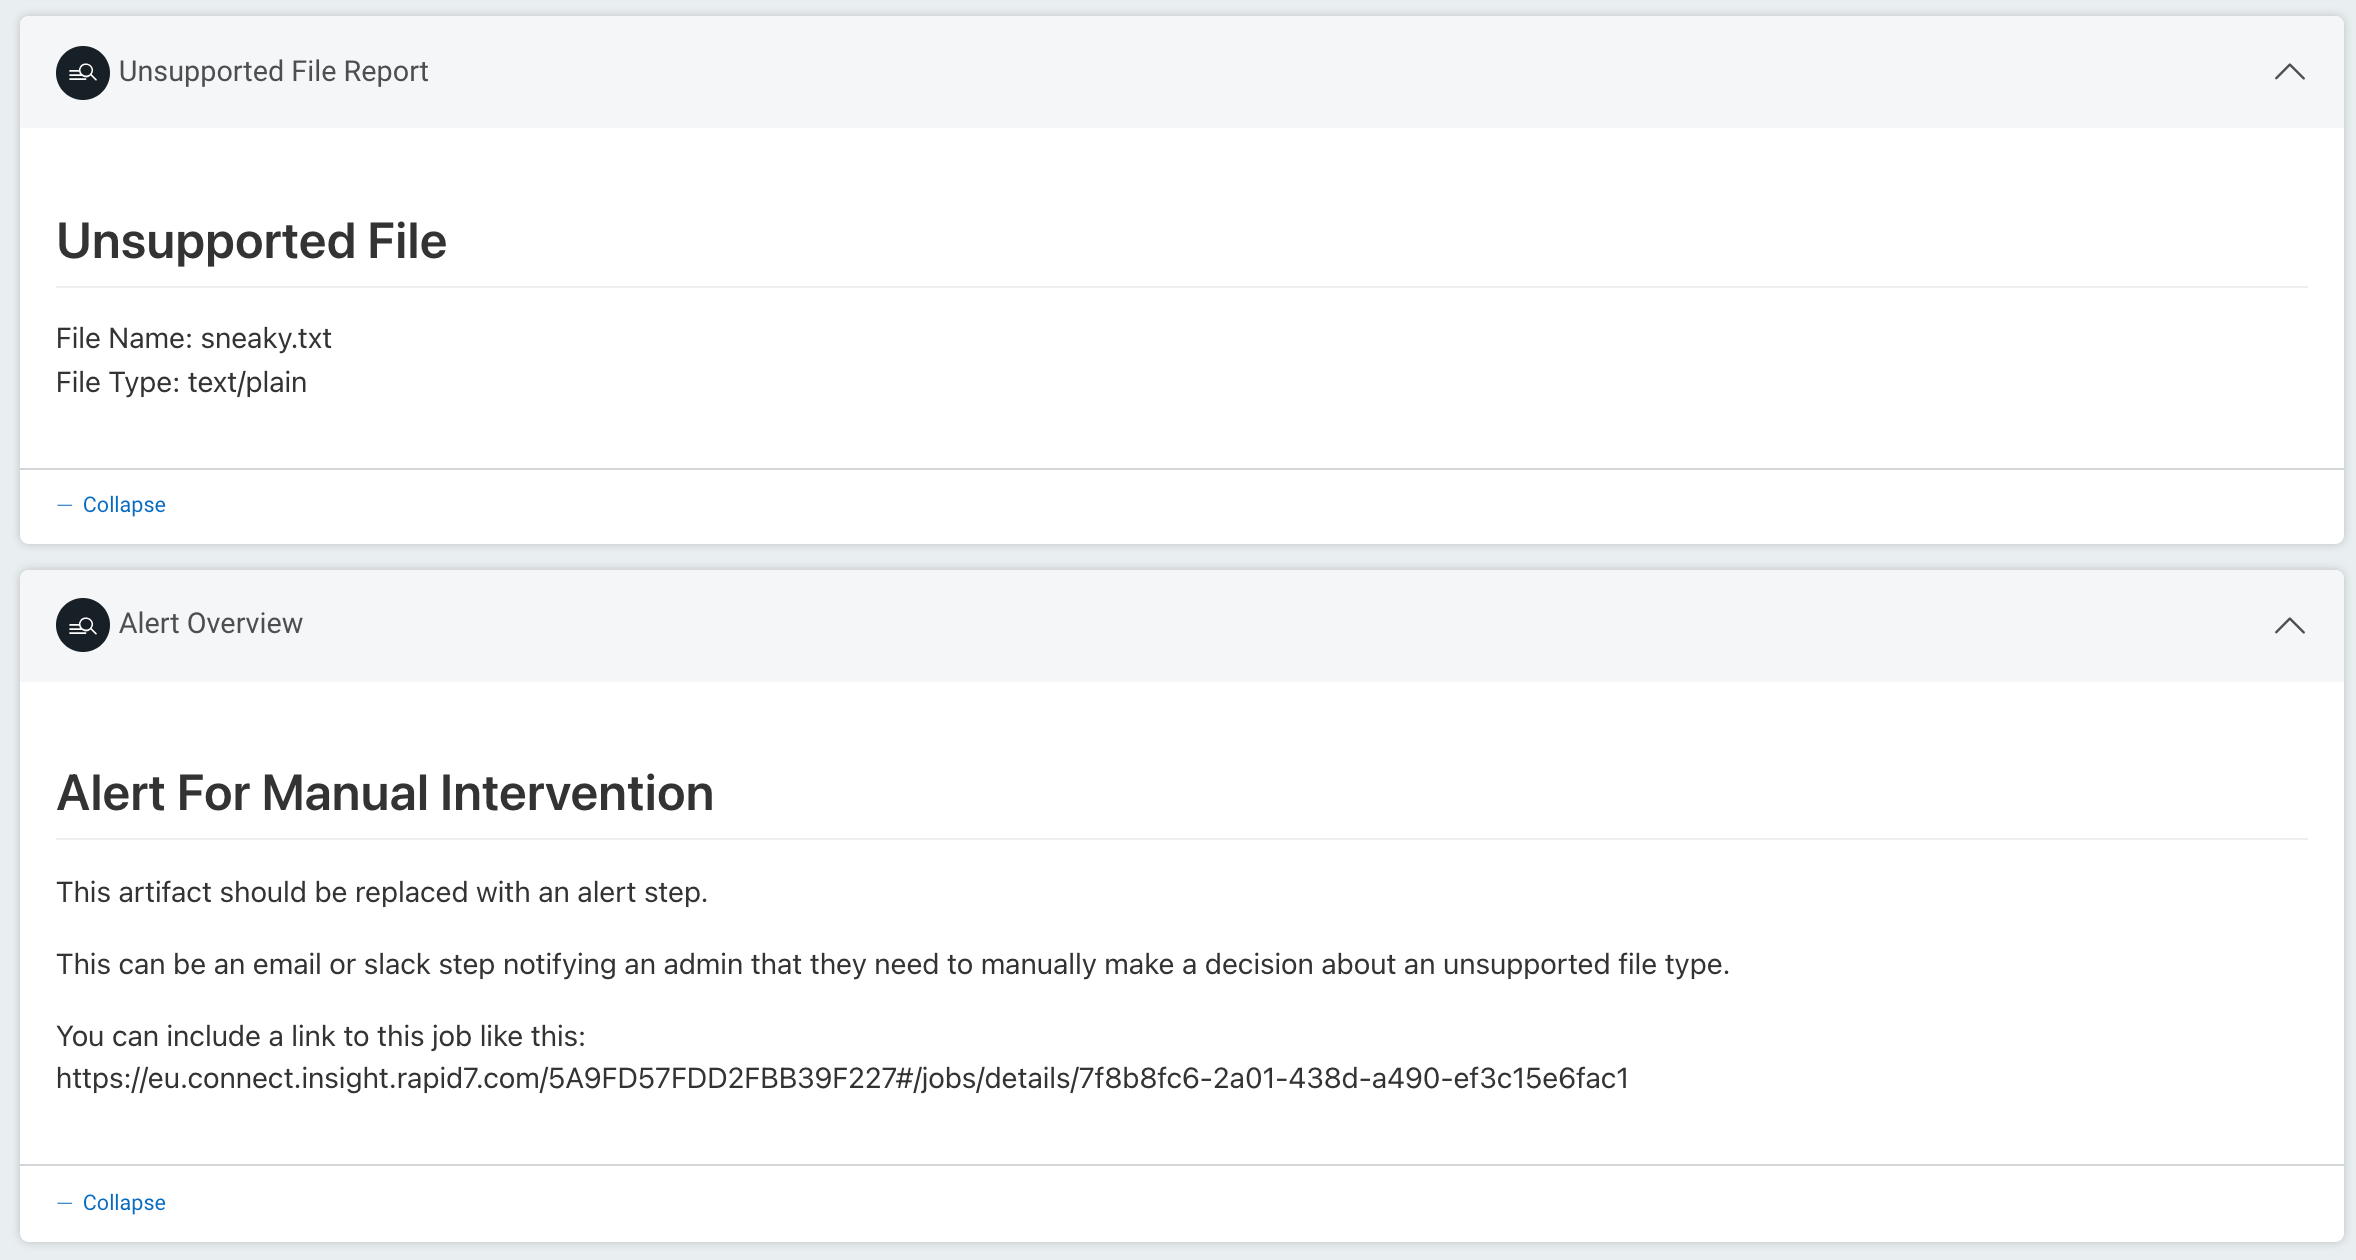 Unsupported File Report
Unsupported File
File Name: sneaky.txt
File Type: text/plain
— Collapse
Alert Overview
Alert For Manual Intervention
This artifact should be replaced with an alert step.
This can be an email or slack step notifying an admin that they need to manually make a decision about an unsupported file type.
You can include a link to this job like this:
https://eu.connect.insight.rapid7.com/5A9FD57FDD2FBB39F227#/jobs/details/7f8b8fc6-2a01-438d-a490-ef3c15e6fac1
— Collapse